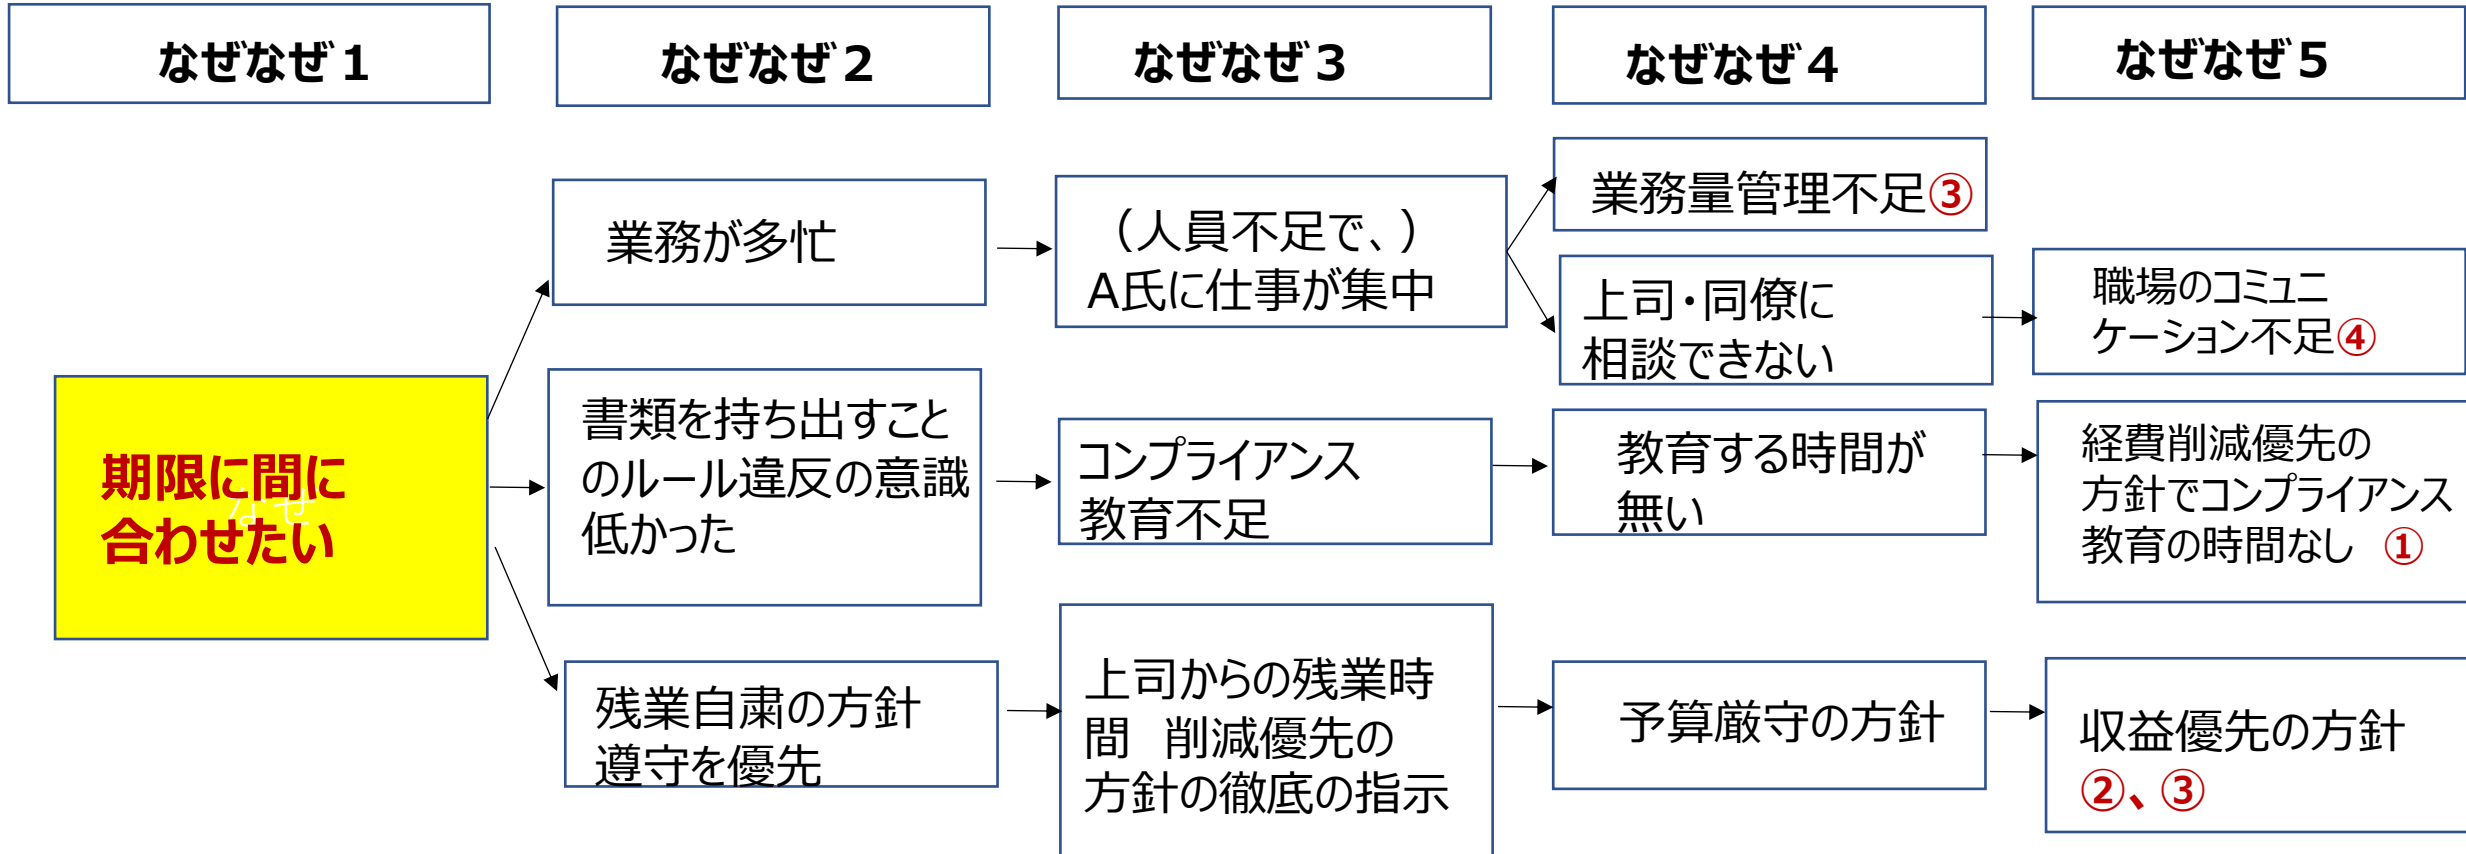 なぜなぜ１
なぜなぜ２
なぜなぜ３
なぜなぜ４
なぜなぜ５
期限に間に
合わせたい
なぜ
業務が多忙
（人員不足で、）
A氏に仕事が集中
業務量管理不足③
上司・同僚に
相談できない
職場のコミュニ
ケーション不足④
書類を持ち出すこと
のルール違反の意識
低かった
コンプライアンス
教育不足
教育する時間が
無い
経費削減優先の
方針でコンプライアンス
教育の時間なし　①
残業自粛の方針
遵守を優先
上司からの残業時
間　削減優先の
方針の徹底の指示
予算厳守の方針
収益優先の方針
②、③